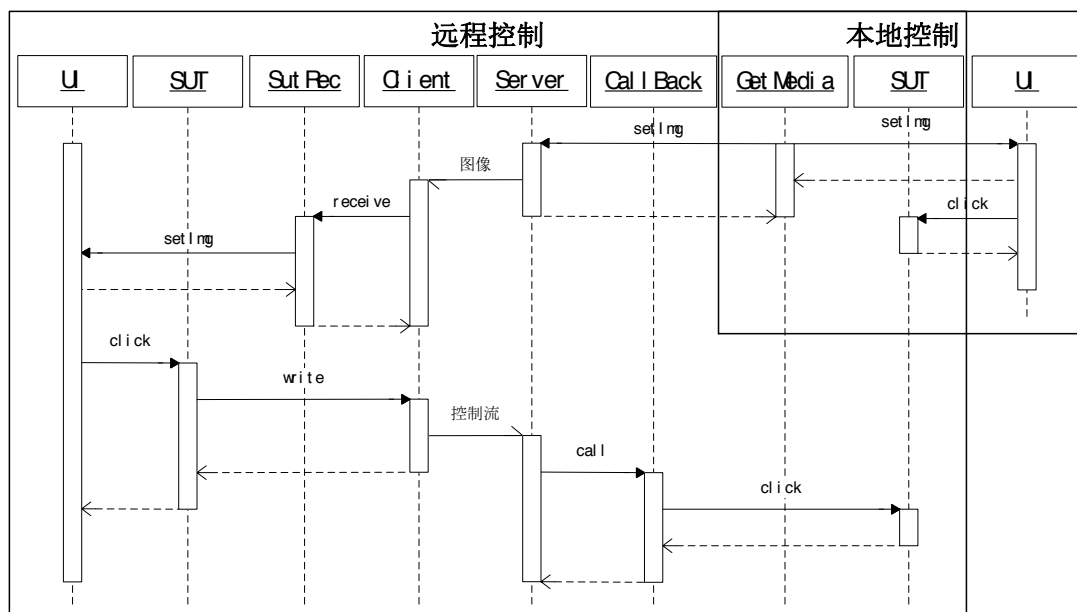 远程控制 本地控制
UI SUT SutRec Client Server CallBack GetMedia SUT UI
setImg setImg
图像
receive click
setImg
click
write
控制流
call
click